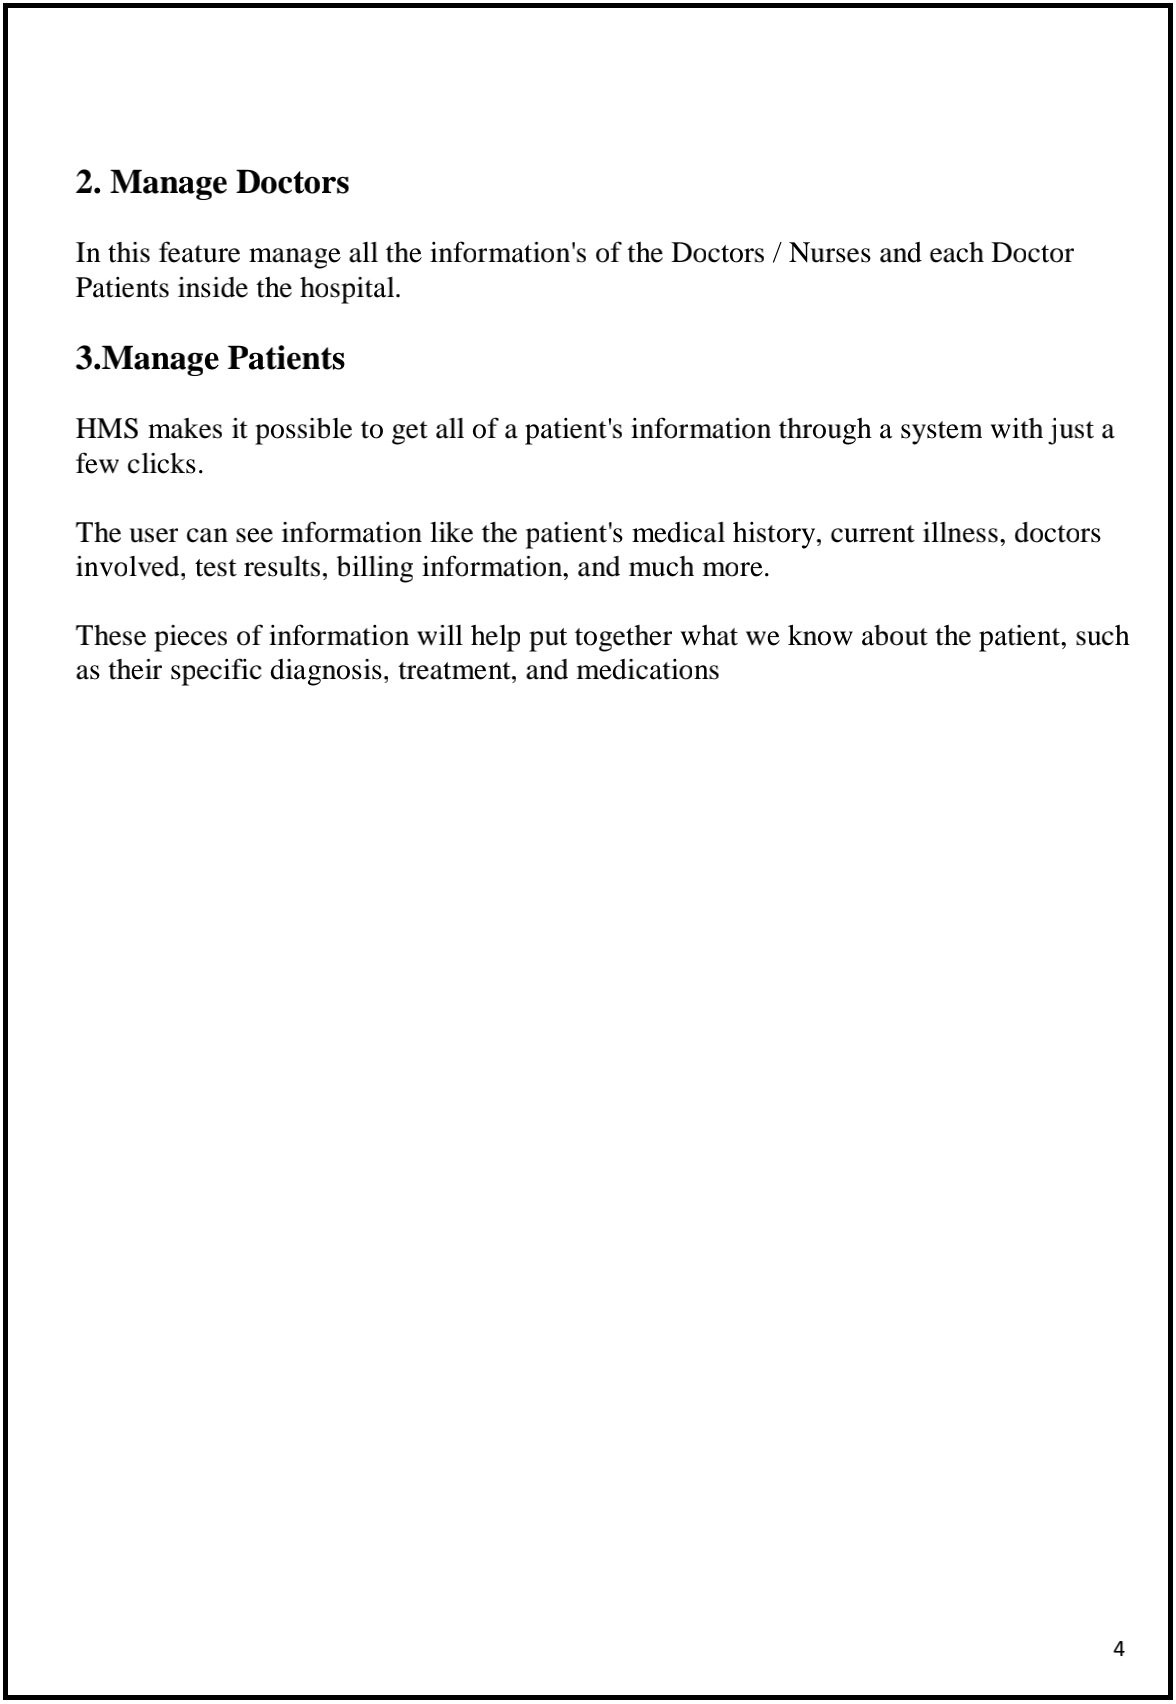 2. Manage Doctors
In this feature manage all the information's of the Doctors / Nurses and each Doctor
Patients inside the hospital.
3.Manage Patients
HMS makes it possible to get all of a patient's information through a system with just a
few clicks.
The user can see information like the patient's medical history, current illness, doctors
involved, test results, billing information, and much more.
These pieces of information will help put together what we know about the patient, such
as their specific diagnosis, treatment, and medications
4